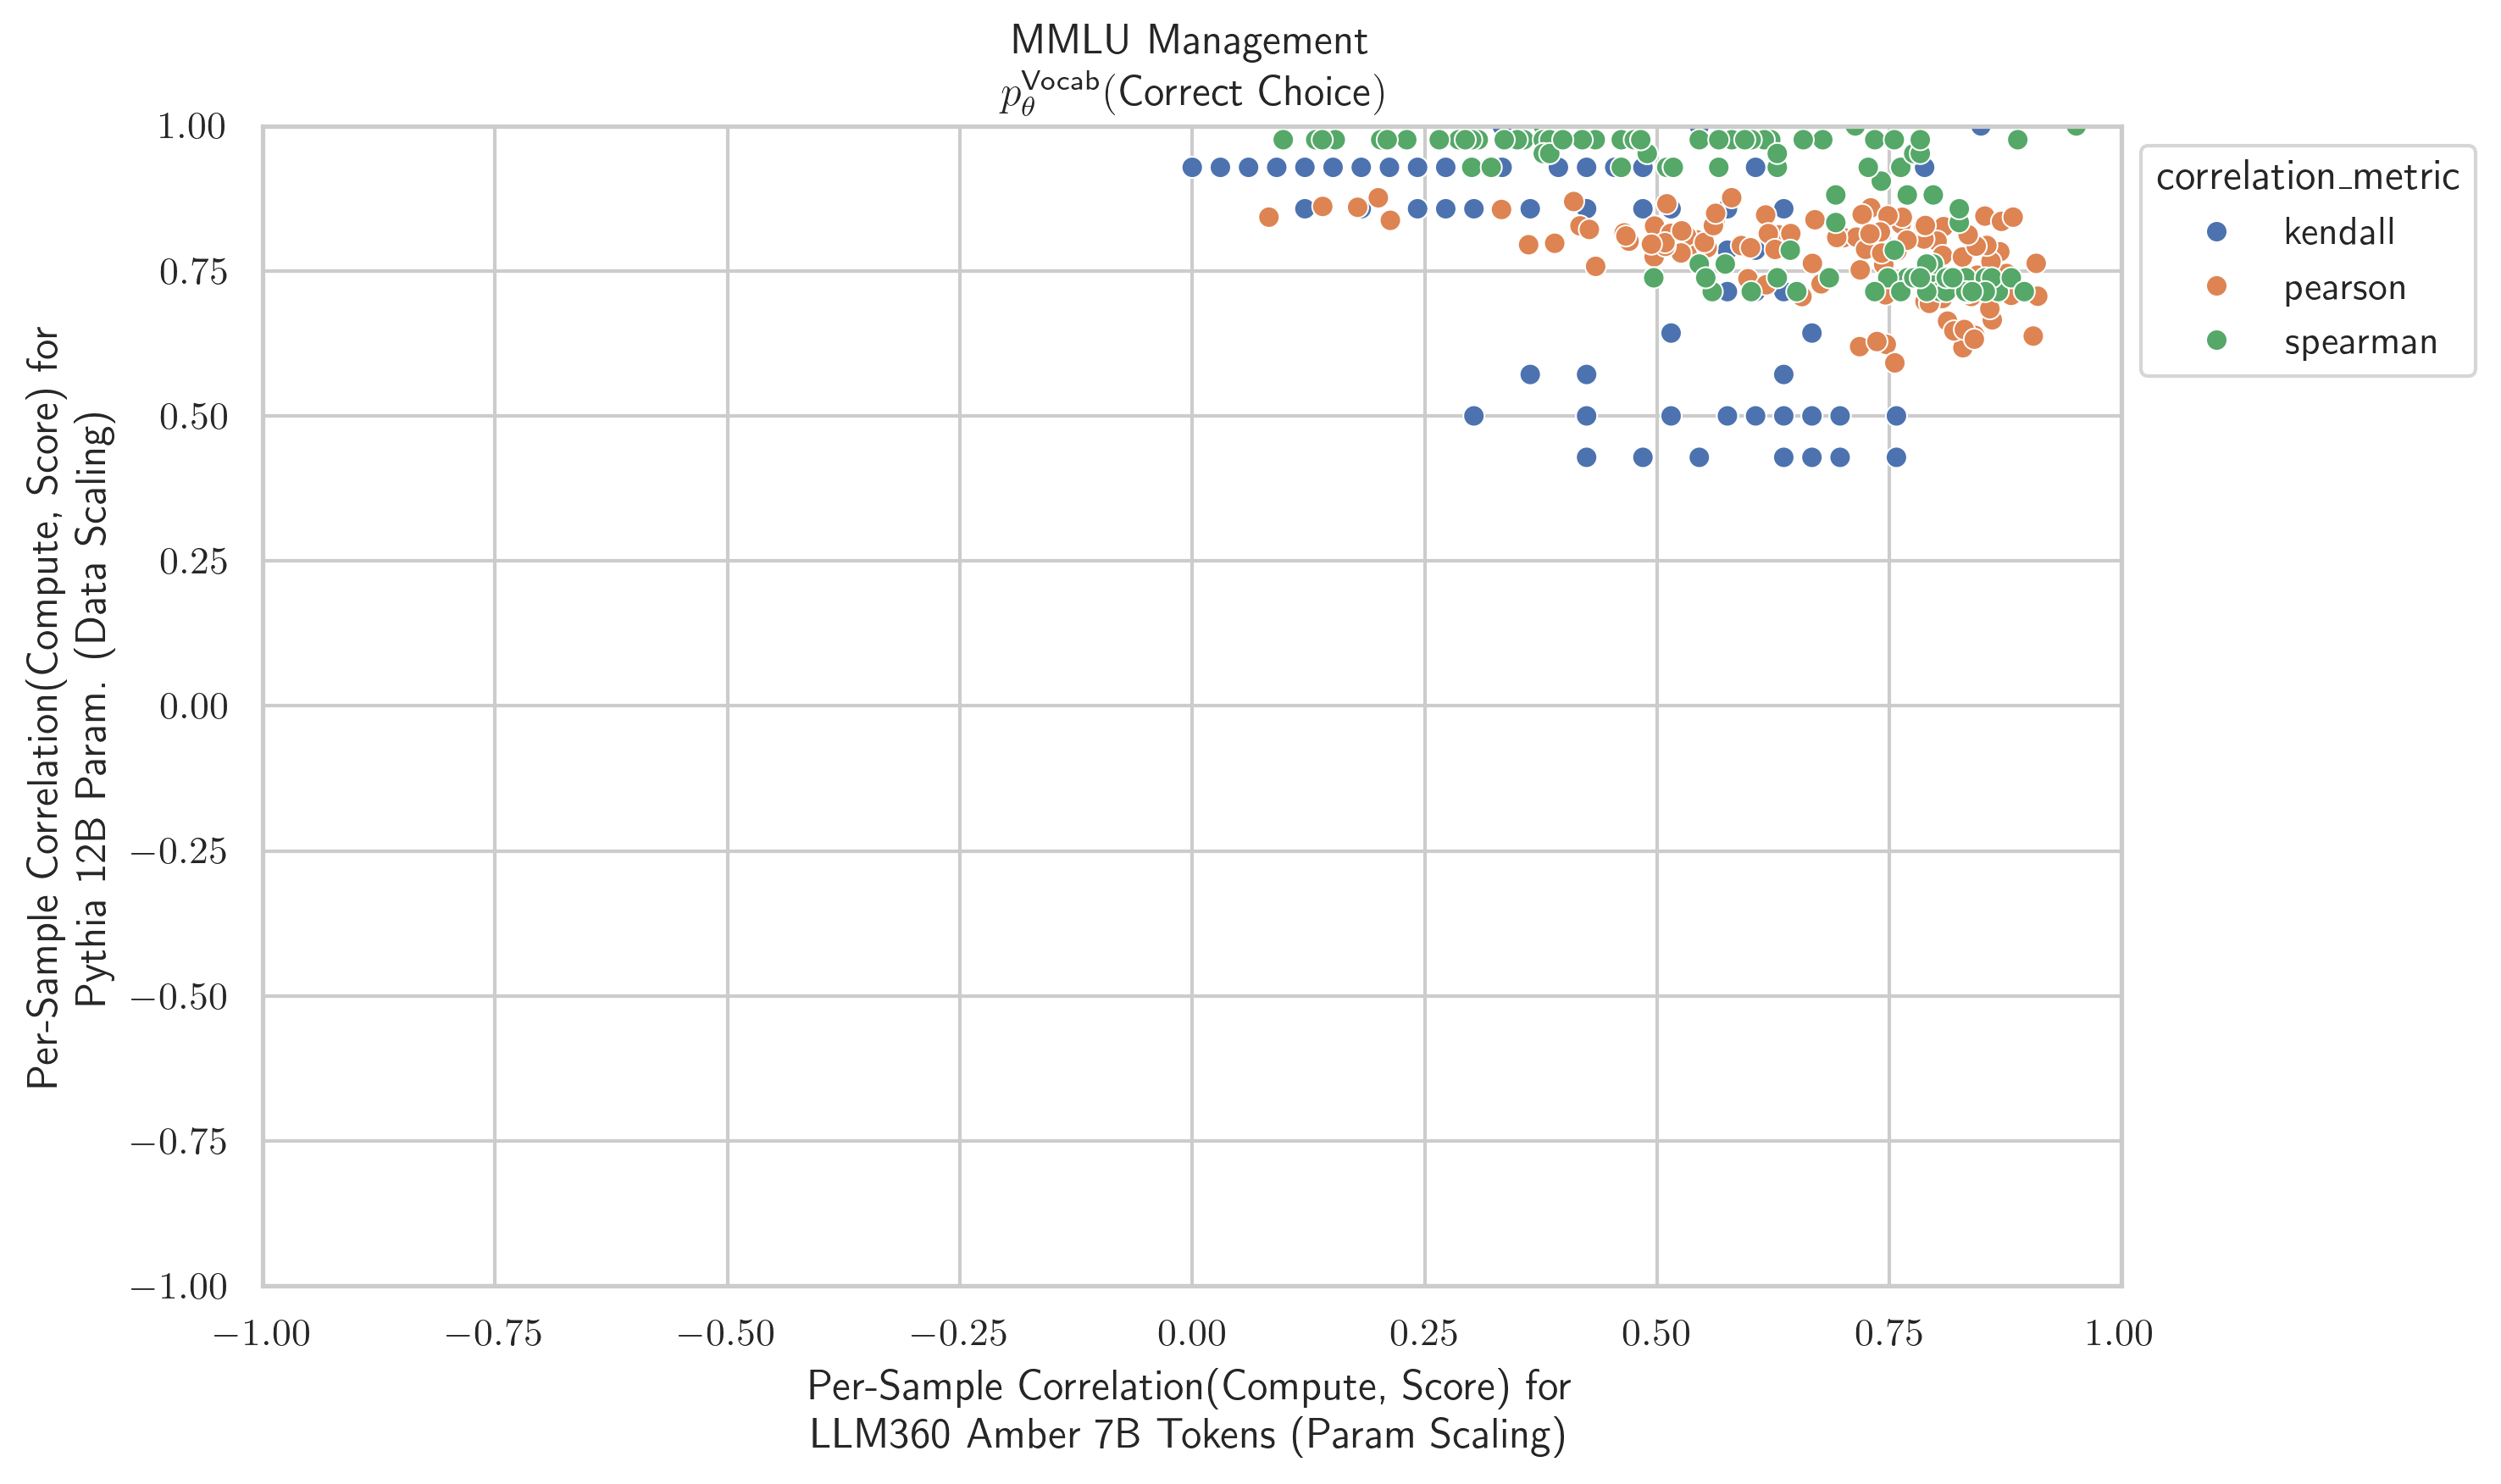 MMLU Management
p_θ^Vocab(Correct Choice)
1.00
0.75
0.50
0.25
0.00
−0.25
−0.50
−0.75
−1.00
Per-Sample Correlation(Compute, Score) for
Pythia 12B Param. (Data Scaling)
−1.00 −0.75 −0.50 −0.25 0.00 0.25 0.50 0.75 1.00
Per-Sample Correlation(Compute, Score) for
LLM360 Amber 7B Tokens (Param Scaling)
correlation_metric
kendall
pearson
spearman